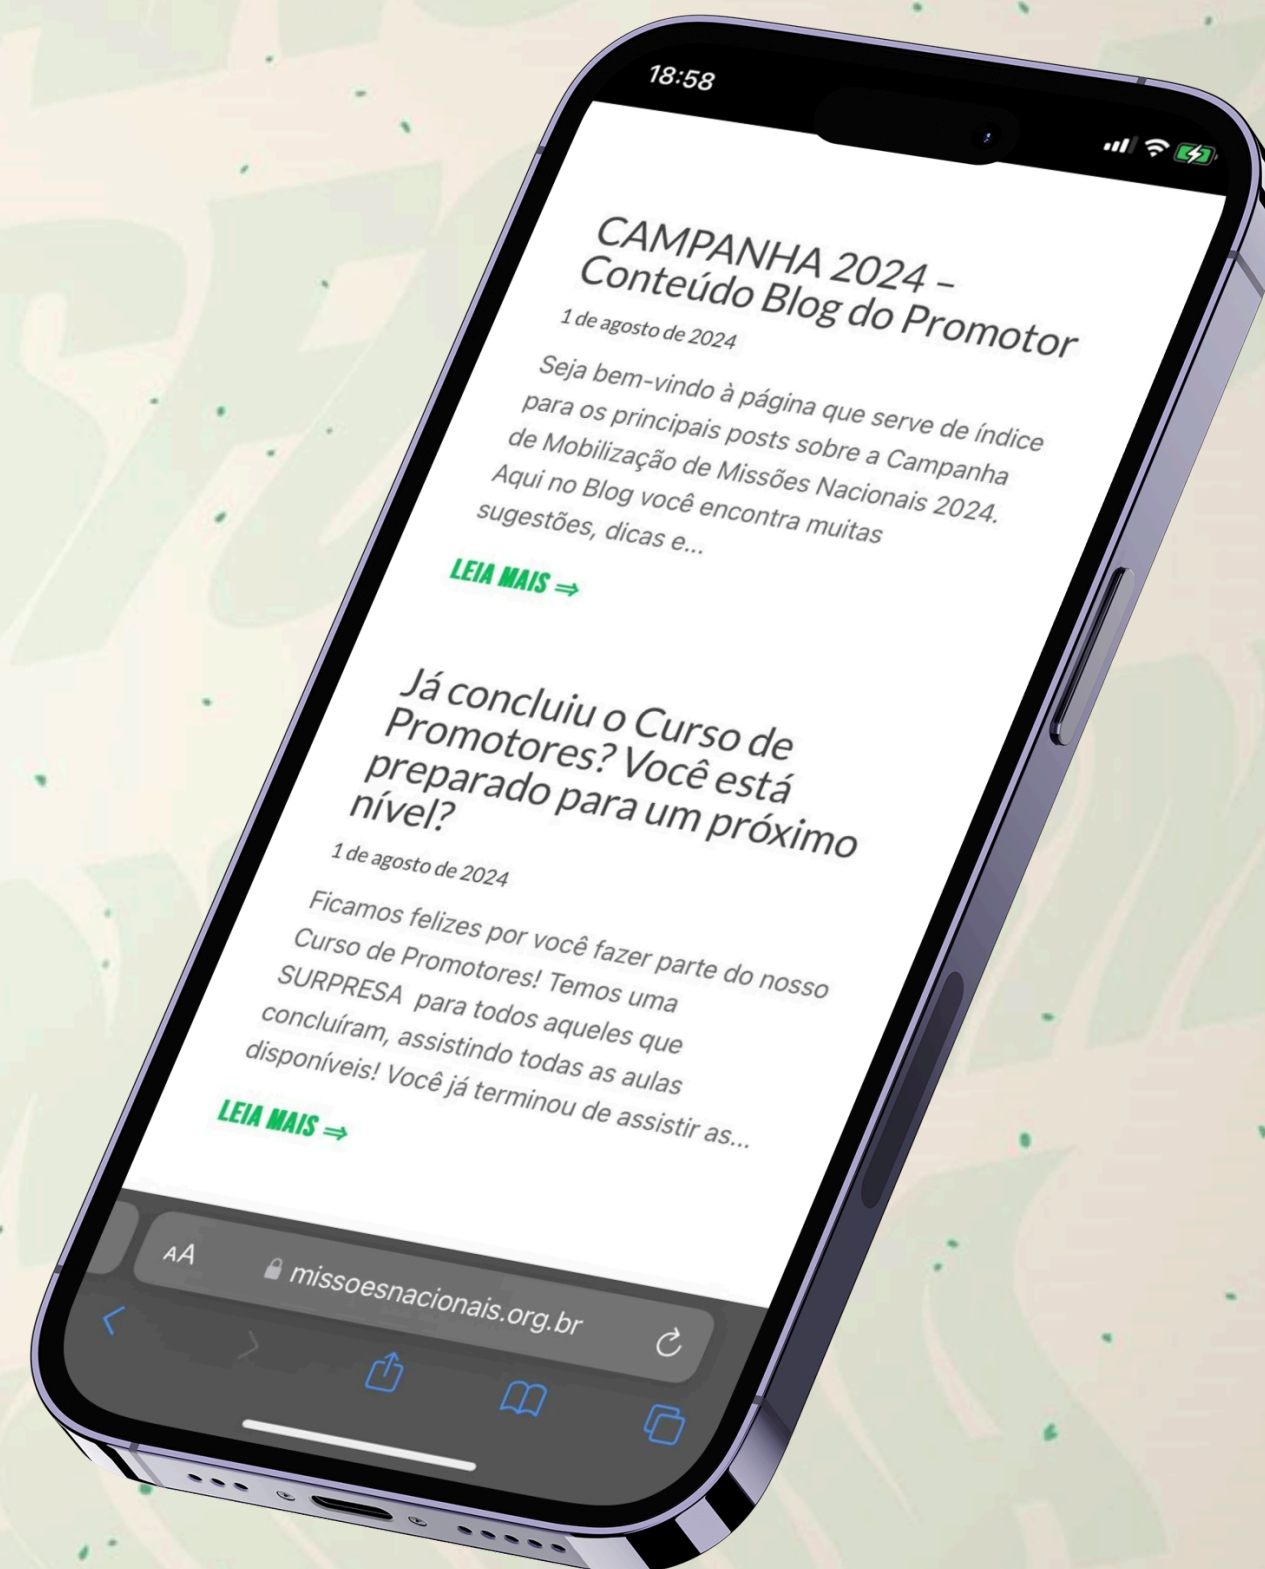 18:58
CAMPANHA 2024 –
Conteúdo Blog do Promotor
1 de agosto de 2024
Seja bem-vindo à página que serve de índice
para os principais posts sobre a Campanha
de Mobilização de Missões Nacionais 2024.
Aqui no Blog você encontra muitas
sugestões, dicas e...
LEIA MAIS ⇒
Já concluiu o Curso de
Promotores? Você está
preparado para um próximo
nível?
1 de agosto de 2024
Ficamos felizes por você fazer parte do nosso
Curso de Promotores! Temos uma
SURPRESA  para todos aqueles que
concluíram, assistindo todas as aulas
disponíveis! Você já terminou de assistir as...
LEIA MAIS ⇒
AA missoesnacionais.org.br